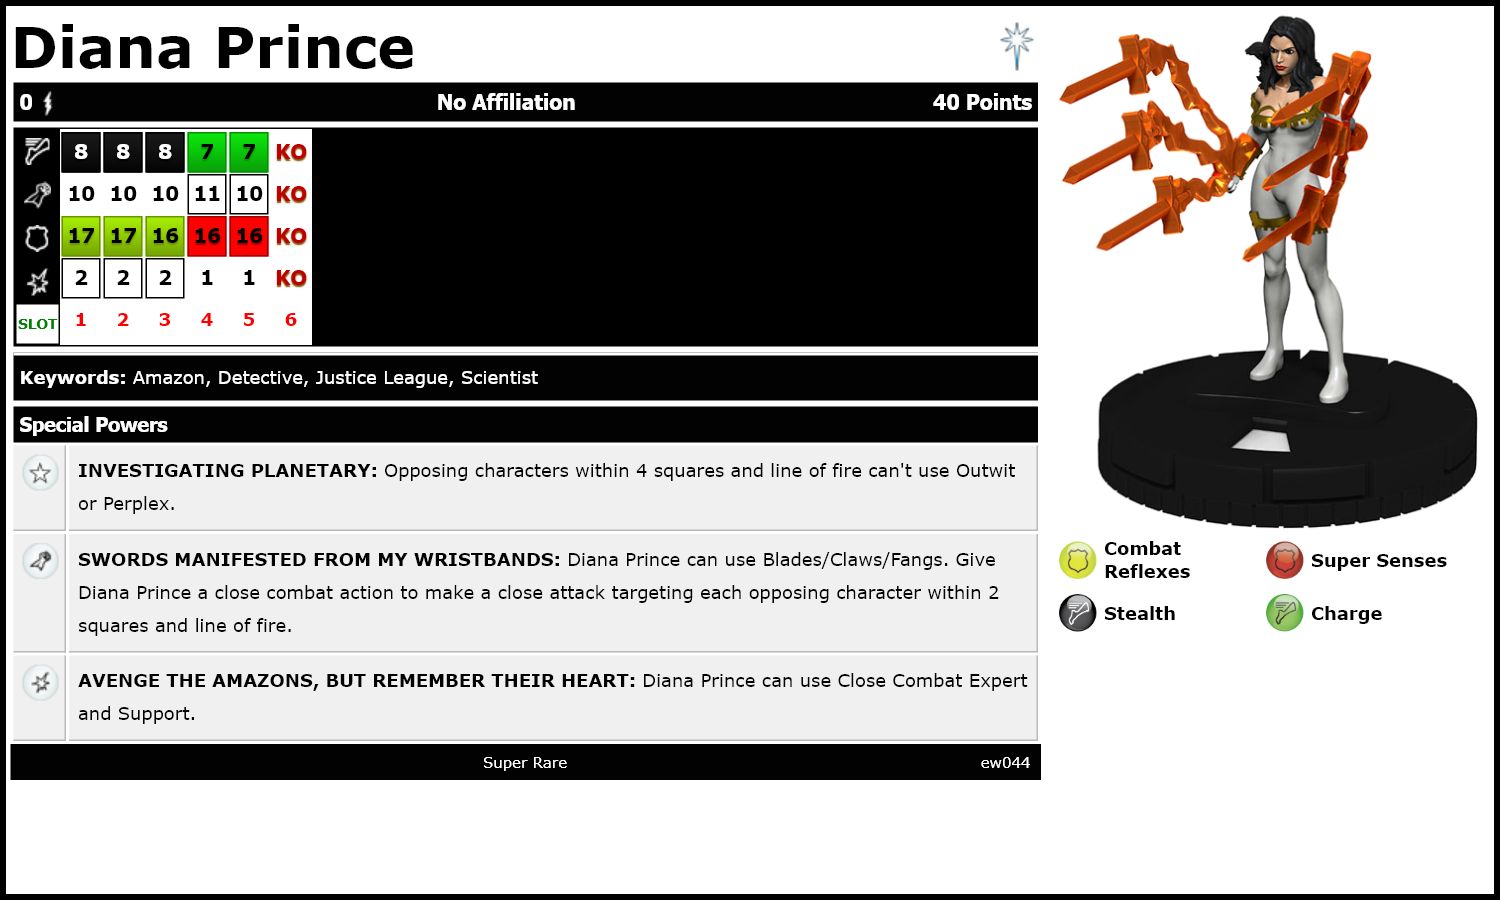 Diana Prince
0 No Affiliation 40 Points
8 8 8 7 7 KO
10 10 10 11 10 KO
17 17 16 16 16 KO
2 2 2 1 1 KO
SLOT 1 2 3 4 5 6
Keywords: Amazon, Detective, Justice League, Scientist
Special Powers
INVESTIGATING PLANETARY: Opposing characters within 4 squares and line of fire can't use Outwit
or Perplex.
SWORDS MANIFESTED FROM MY WRISTBANDS: Diana Prince can use Blades/Claws/Fangs. Give
Diana Prince a close combat action to make a close attack targeting each opposing character within 2
squares and line of fire.
AVENGE THE AMAZONS, BUT REMEMBER THEIR HEART: Diana Prince can use Close Combat Expert
and Support.
Super Rare ew044
Combat
Reflexes
Super Senses
Stealth
Charge